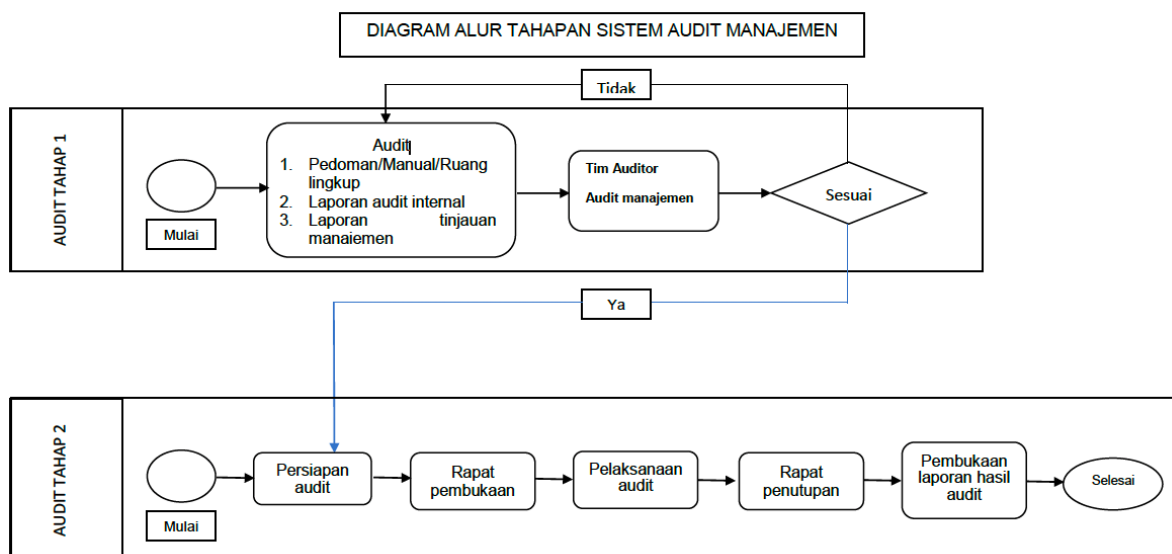 DIAGRAM ALUR TAHAPAN SISTEM AUDIT MANAJEMEN
Tidak
AUDIT TAHAP 1
Mulai
Audit
1. Pedoman/Manual/Ruang
lingkup
2. Laporan audit internal
3. Laporan tinjauan
manajemen
Tim Auditor
Audit manajemen
Sesuai
Ya
AUDIT TAHAP 2
Mulai
Persiapan
audit
Rapat
pembukaan
Pelaksanaan
audit
Rapat
penutupan
Pembukaan
laporan hasil
audit
Selesai